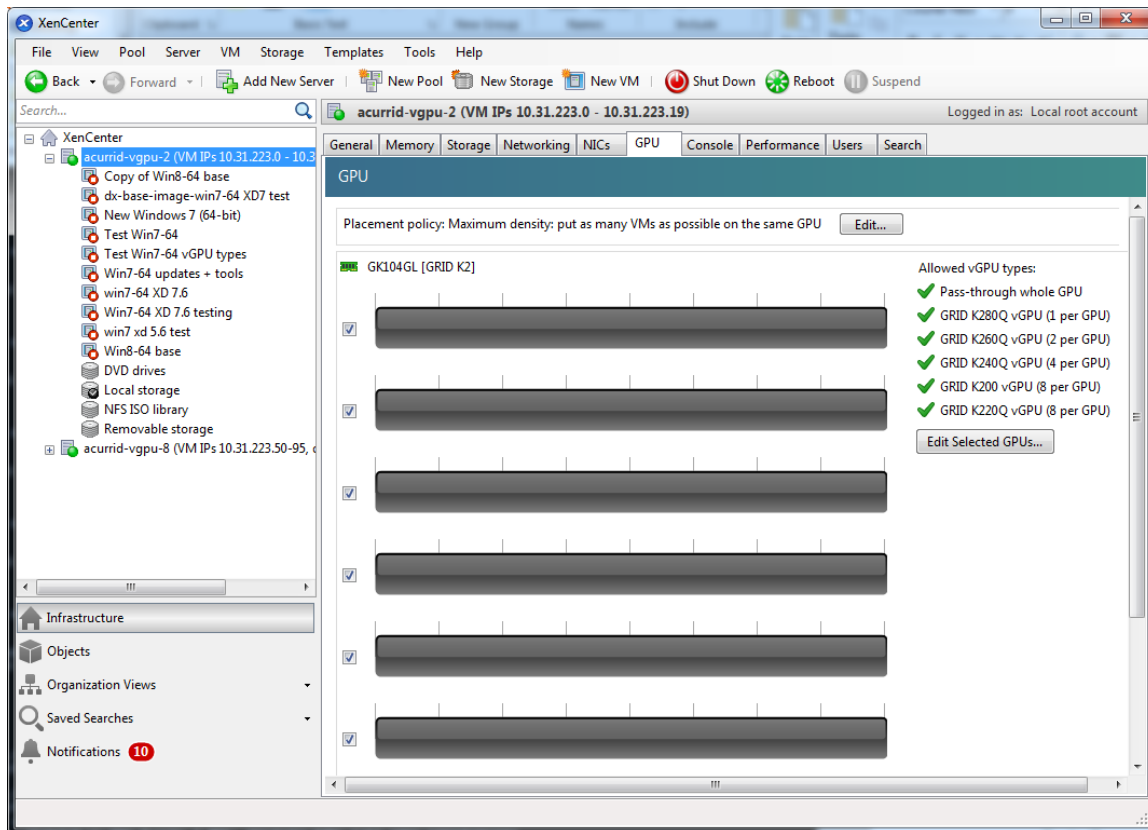 XenCenter
File View Pool Server VM Storage Templates Tools Help
Back Forward Add New Server New Pool New Storage New VM Shut Down Reboot Suspend
Search...
acurrid-vgpu-2 (VM IPs 10.31.223.0 - 10.31.223.19) Logged in as: Local root account
XenCenter
acurrid-vgpu-2 (VM IPs 10.31.223.0 - 10.3
Copy of Win8-64 base
dx-base-image-win7-64 XD7 test
New Windows 7 (64-bit)
Test Win7-64
Test Win7-64 vGPU types
Win7-64 updates + tools
win7-64 XD 7.6
Win7-64 XD 7.6 testing
win7 xd 5.6 test
Win8-64 base
DVD drives
Local storage
NFS ISO library
Removable storage
acurrid-vgpu-8 (VM IPs 10.31.223.50-95,
Infrastructure
Objects
Organization Views
Saved Searches
Notifications 10
General Memory Storage Networking NICs GPU Console Performance Users Search
GPU
Placement policy: Maximum density: put as many VMs as possible on the same GPU Edit...
GK104GL [GRID K2]
Allowed vGPU types:
Pass-through whole GPU
GRID K280Q vGPU (1 per GPU)
GRID K260Q vGPU (2 per GPU)
GRID K240Q vGPU (4 per GPU)
GRID K200 vGPU (8 per GPU)
GRID K220Q vGPU (8 per GPU)
Edit Selected GPUs...